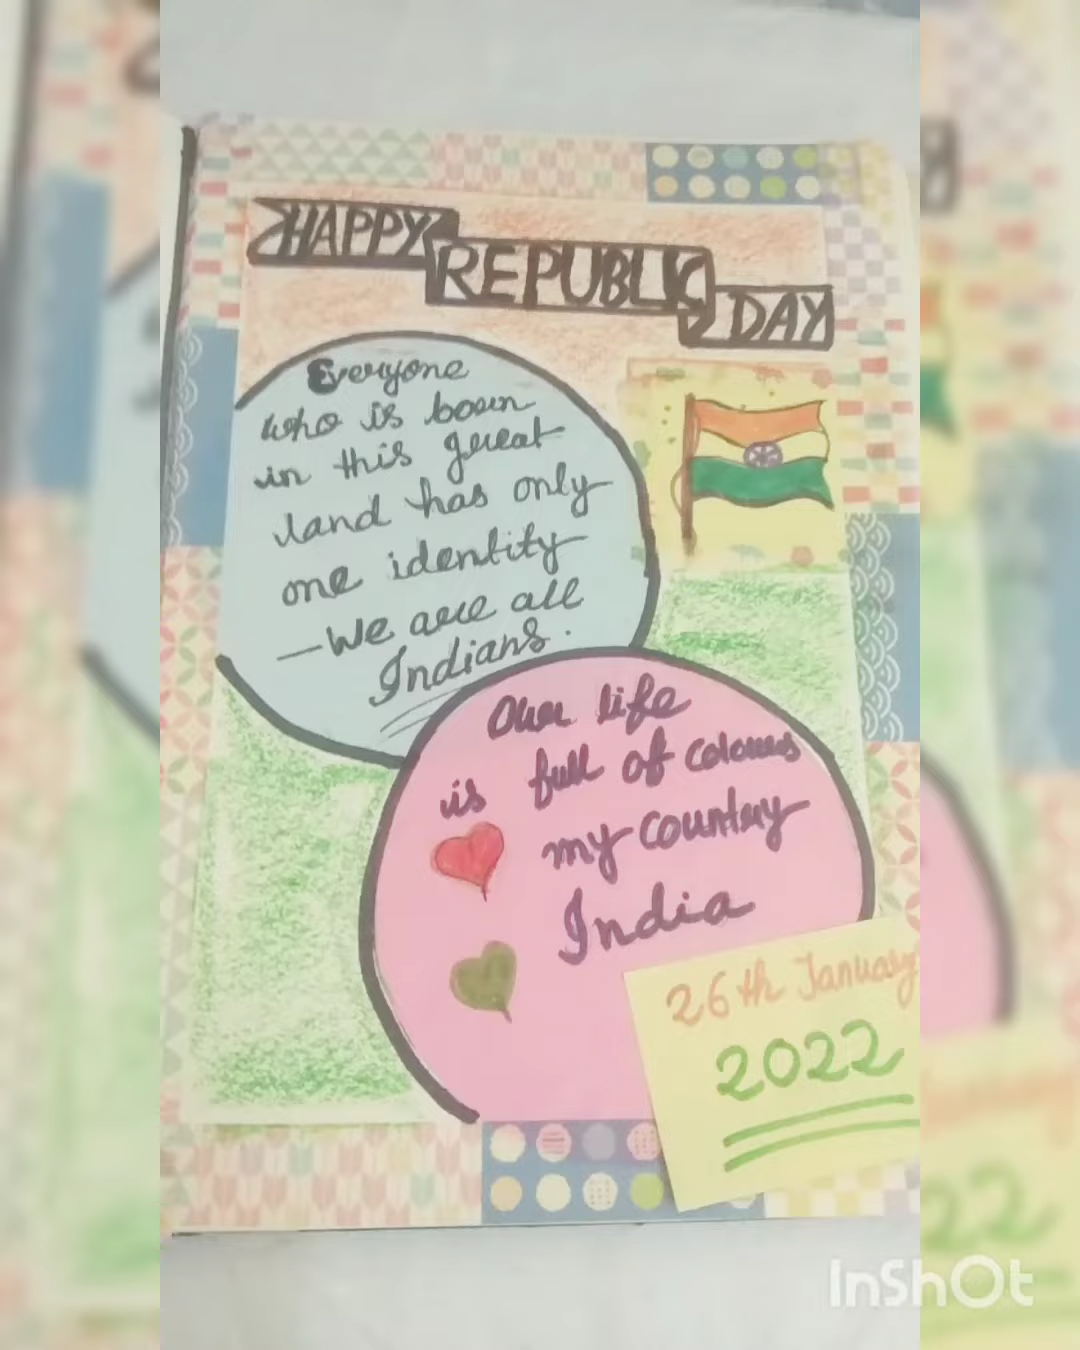 HAPPY
REPUBLIC
DAY
Everyone
who is born
in this great
land has only
one identity
—We are all
Indians.
Our life
is full of colours
my country
India
26th January
2022
InShOt